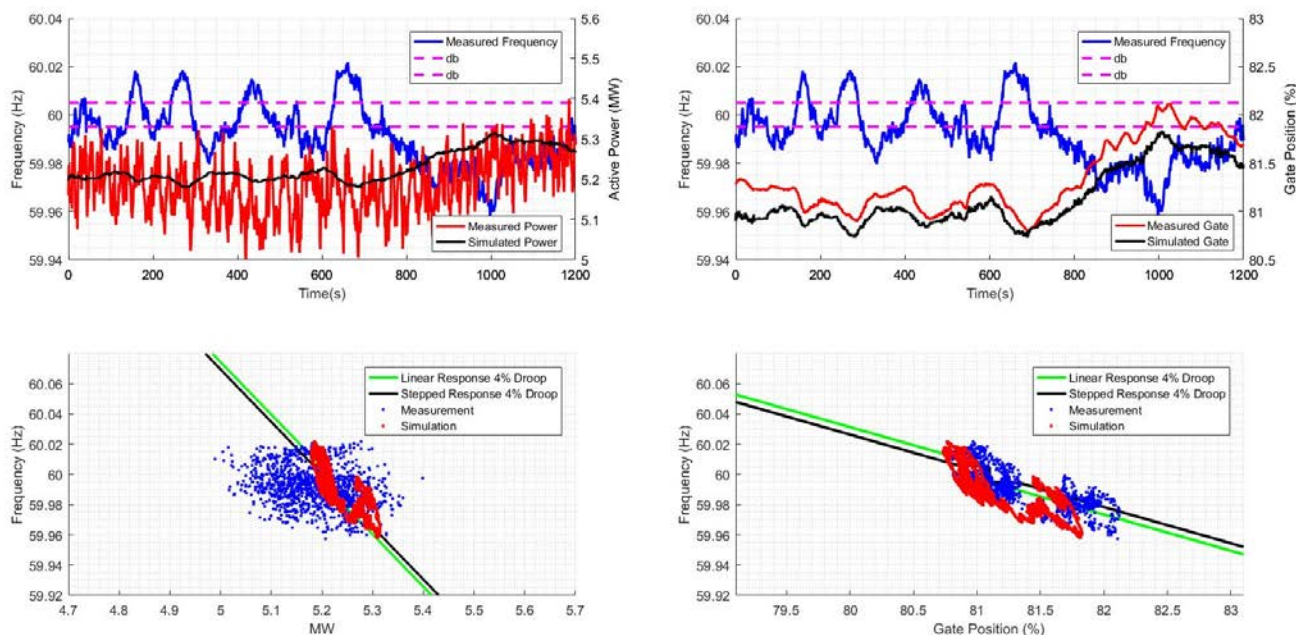 60.04
60.02
60
59.98
59.96
59.94
Frequency (Hz)
5.6
5.5
5.4
5.3
5.2
5.1
5
Active Power (MW)
Measured Frequency
db
db
Measured Power
Simulated Power
0 200 400 600 800 1000 1200
Time(s)
60.04
60.02
60
59.98
59.96
59.94
Frequency (Hz)
83
82.5
82
81.5
81
80.5
Gate Position (%)
Measured Frequency
db
db
Measured Gate
Simulated Gate
0 200 400 600 800 1000 1200
Time(s)
60.06
60.04
60.02
60
59.98
59.96
59.94
59.92
Frequency (Hz)
Linear Response 4% Droop
Stepped Response 4% Droop
Measurement
Simulation
4.7 4.8 4.9 5 5.1 5.2 5.3 5.4 5.5 5.6 5.7
MW
60.06
60.04
60.02
60
59.98
59.96
59.94
59.92
Frequency (Hz)
Linear Response 4% Droop
Stepped Response 4% Droop
Measurement
Simulation
79.5 80 80.5 81 81.5 82 82.5 83
Gate Position (%)